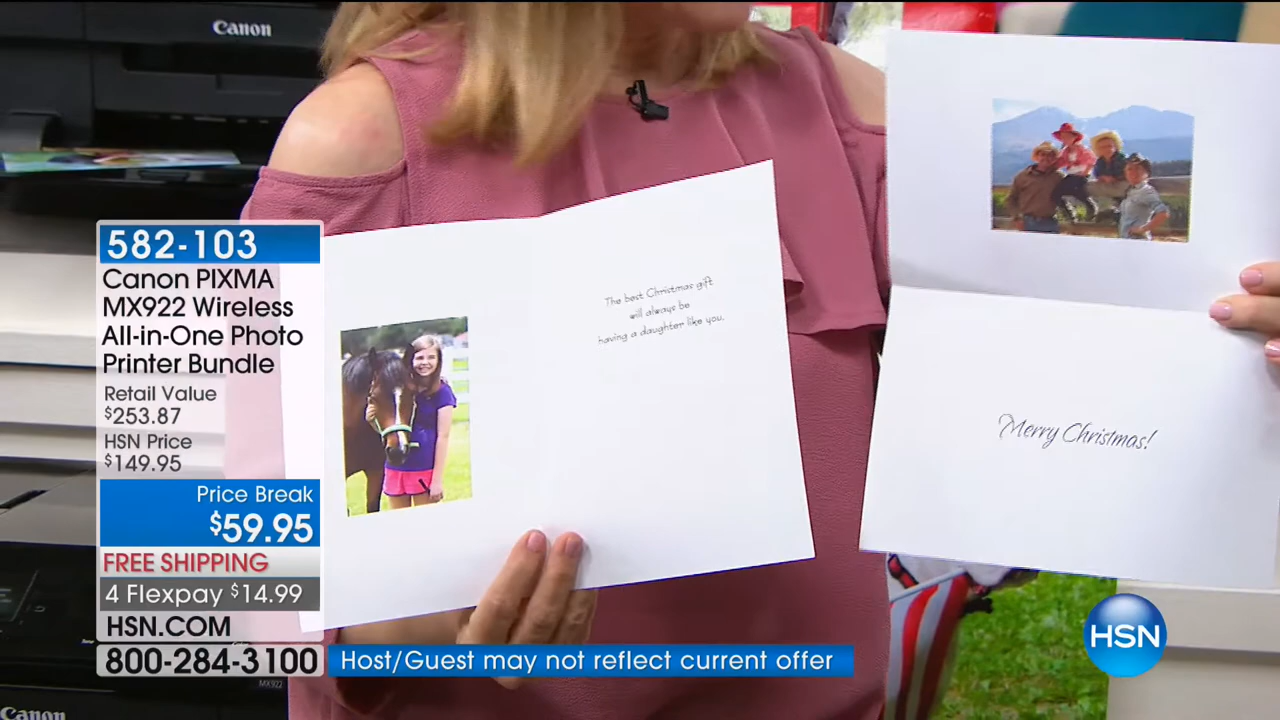 Canon
582-103
Canon PIXMA
MX922 Wireless
All-in-One Photo
Printer Bundle
Retail Value
$253.87
HSN Price
$149.95
Price Break
$59.95
FREE SHIPPING
4 Flexpay $14.99
HSN.COM
800-284-3100
Host/Guest may not reflect current offer
The best Christmas gift
will always be
having a daughter like you.
Merry Christmas!
HSN
MX922
Canon